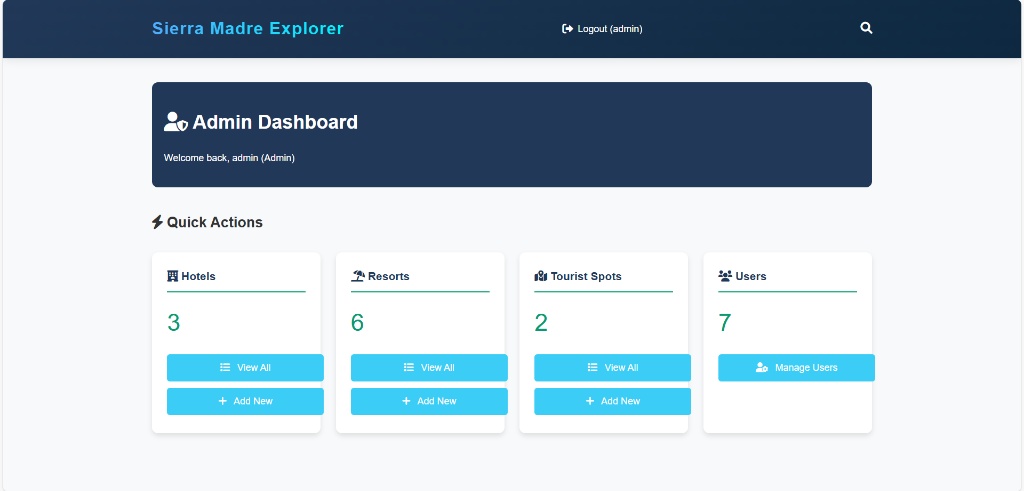 Sierra Madre Explorer
Logout (admin)
Admin Dashboard
Welcome back, admin (Admin)
Quick Actions
Hotels
3
View All
Add New
Resorts
6
View All
Add New
Tourist Spots
2
View All
Add New
Users
7
Manage Users